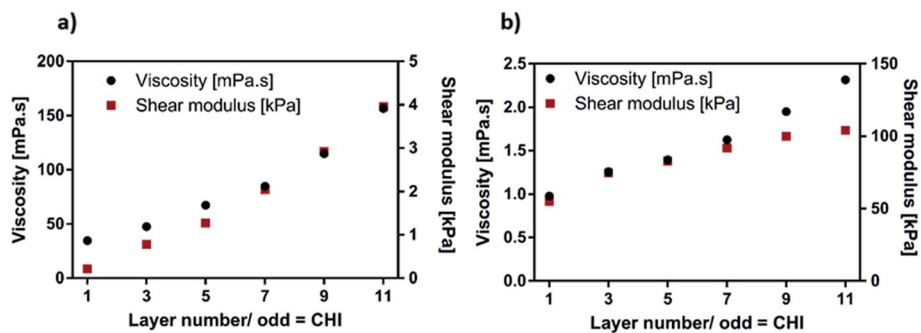 a)
Viscosity [mPa.s]
200
150
100
50
0
Viscosity [mPa.s]
Shear modulus [kPa]
5
4
3
2
1
0
Shear modulus
[kPa]
1 3 5 7 9 11
Layer number/ odd = CHI
b)
Viscosity [mPa.s]
2.5
2.0
1.5
1.0
0.5
0.0
Viscosity [mPa.s]
Shear modulus [kPa]
150
100
50
0
Shear modulus
[kPa]
1 3 5 7 9 11
Layer number/ odd = CHI